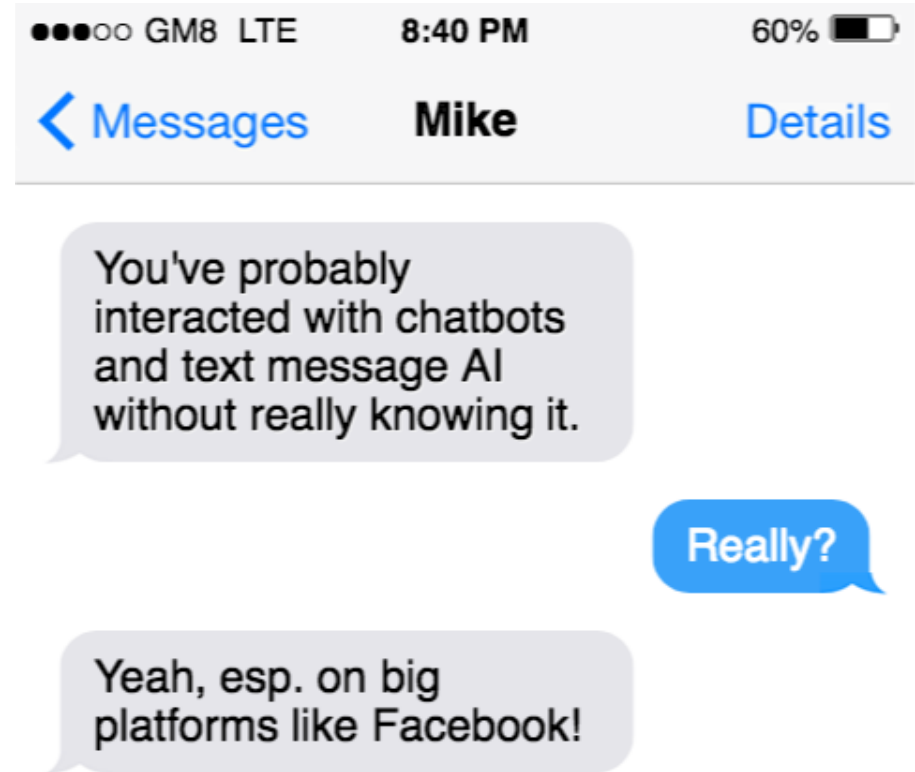 ●●●○○ GM8 LTE 8:40 PM 60%
Messages Mike Details
You've probably
interacted with chatbots
and text message AI
without really knowing it.
Really?
Yeah, esp. on big
platforms like Facebook!